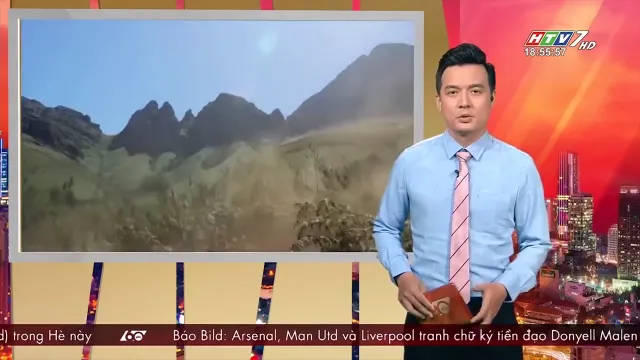 HTV7 HD
18:55:57
d) trong Hè này 60 Báo Bild: Arsenal, Man Utd và Liverpool tranh chữ ký tiền đạo Donyell Malen